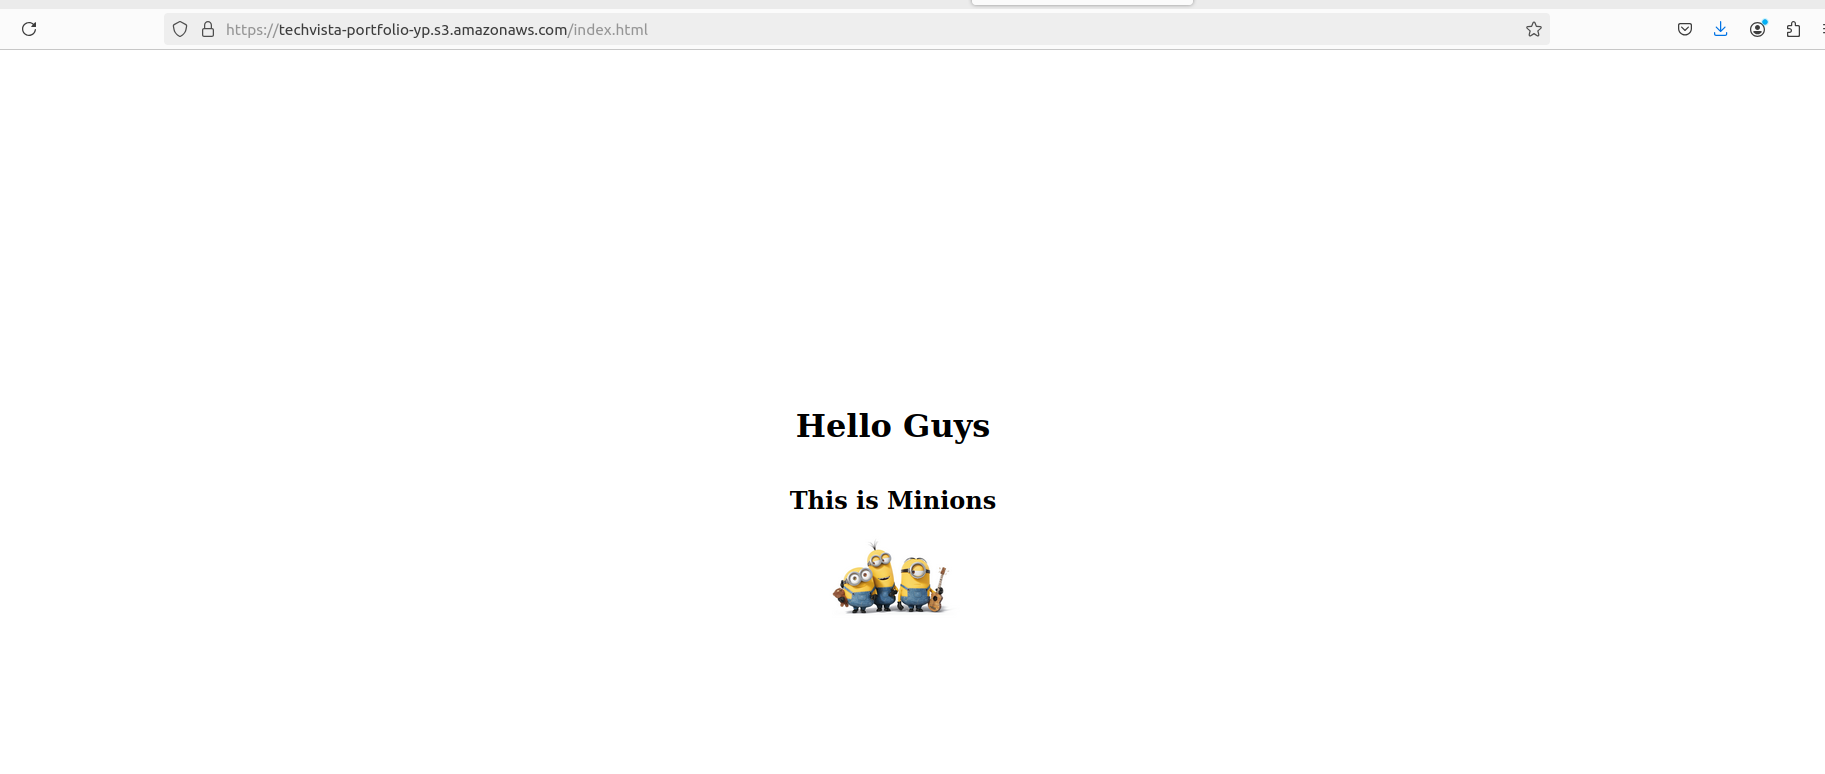 https://techvista-portfolio-yp.s3.amazonaws.com/index.html
Hello Guys
This is Minions